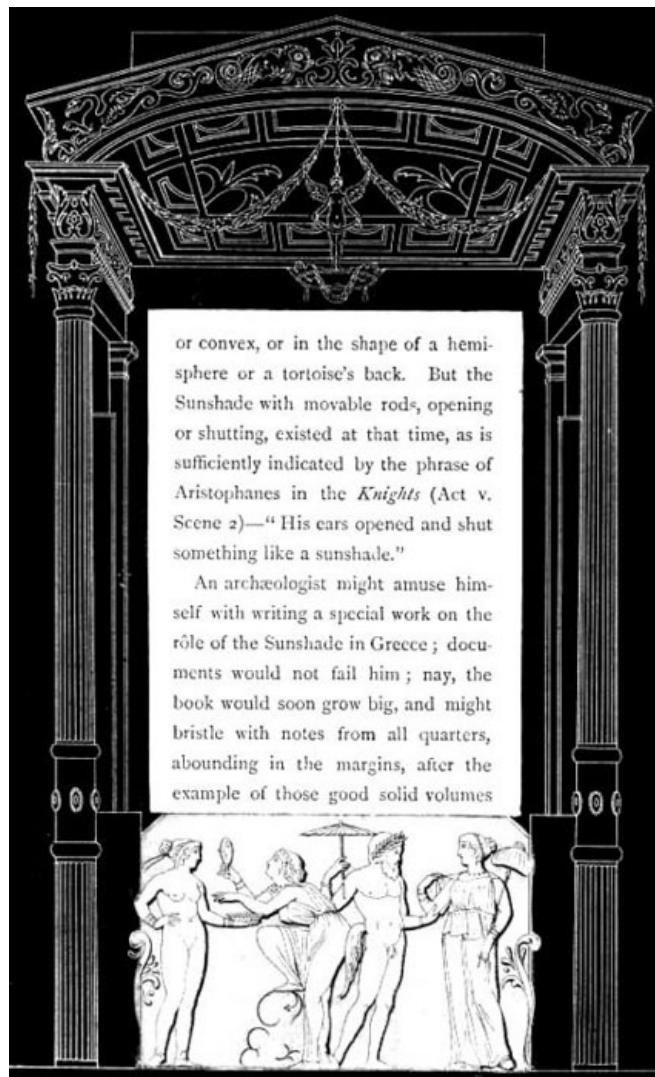 or convex, or in the shape of a hemi-
sphere or a tortoise's back. But the
Sunshade with movable rods, opening
or shutting, existed at that time, as is
sufficiently indicated by the phrase of
Aristophanes in the Knights (Act v.
Scene 2)—“ His ears opened and shut
something like a sunshade.”
An archæologist might amuse him-
self with writing a special work on the
rôle of the Sunshade in Greece ; docu-
ments would not fail him ; nay, the
book would soon grow big, and might
bristle with notes from all quarters,
abounding in the margins, after the
example of those good solid volumes